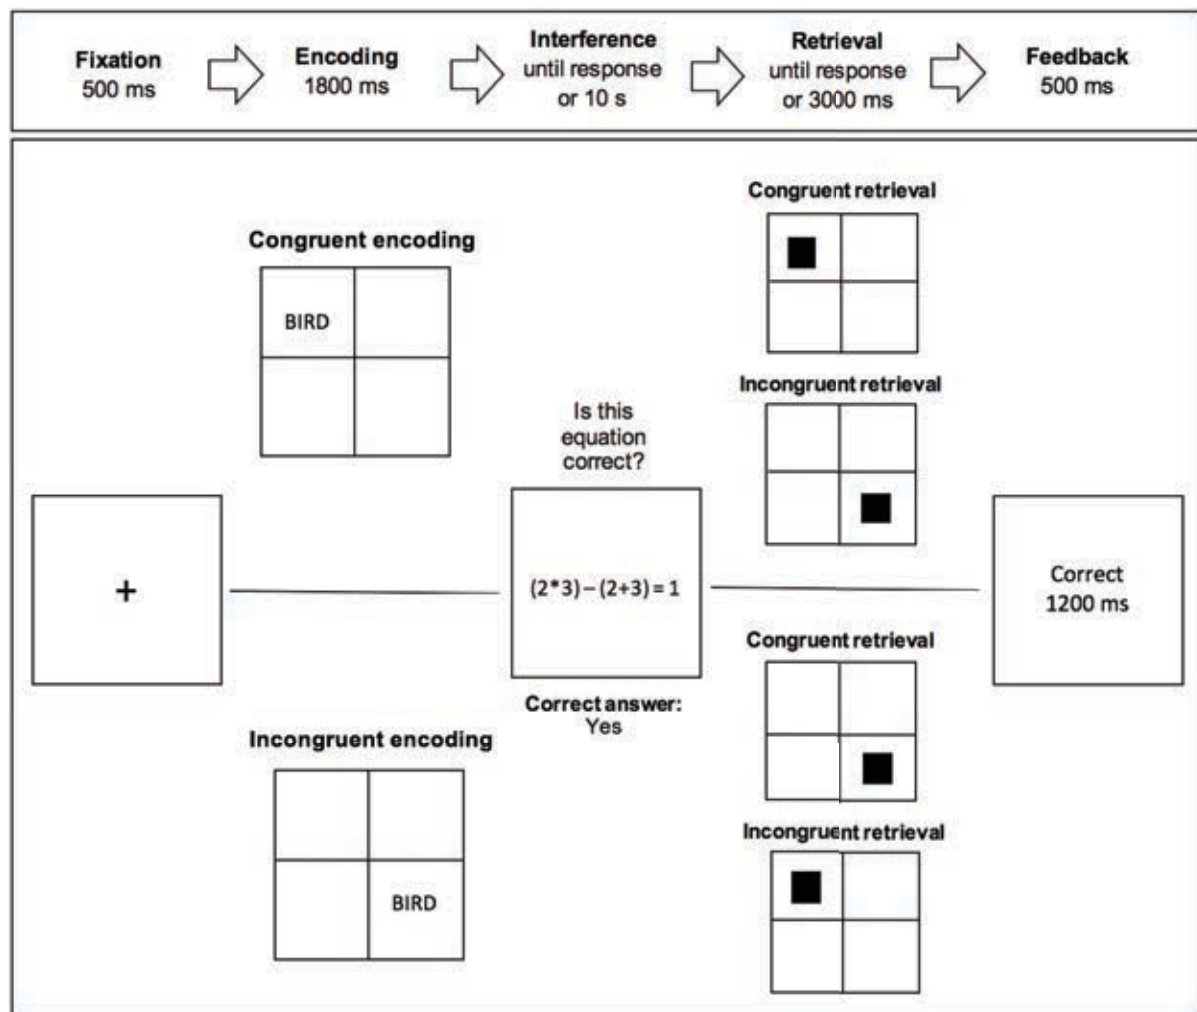 Fixation
500 ms
Encoding
1800 ms
Interference
until response
or 10 s
Retrieval
until response
or 3000 ms
Feedback
500 ms
Congruent encoding
BIRD
Congruent retrieval
Incongruent retrieval
Is this
equation
correct?
+
(2*3) – (2+3) = 1
Correct answer:
Yes
Correct
1200 ms
Incongruent encoding
BIRD
Congruent retrieval
Incongruent retrieval